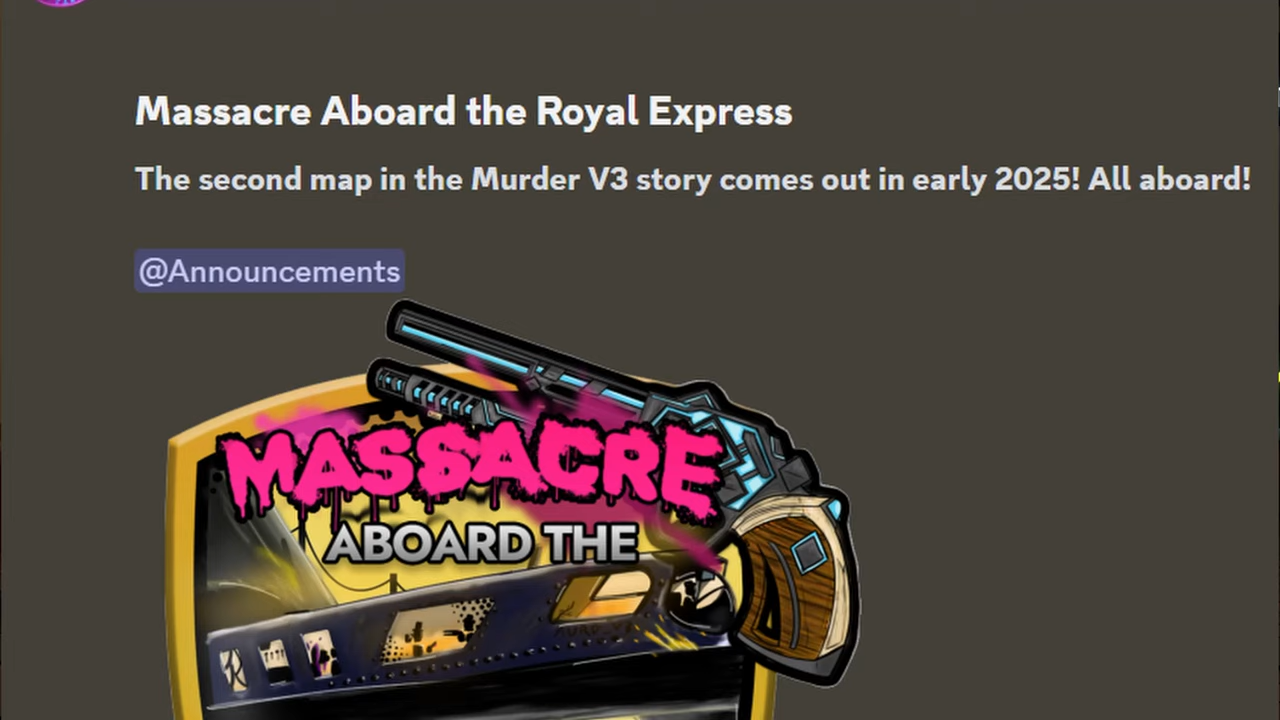 Massacre Aboard the Royal Express
The second map in the Murder V3 story comes out in early 2025! All aboard!
@Announcements
MASSACRE
ABOARD THE